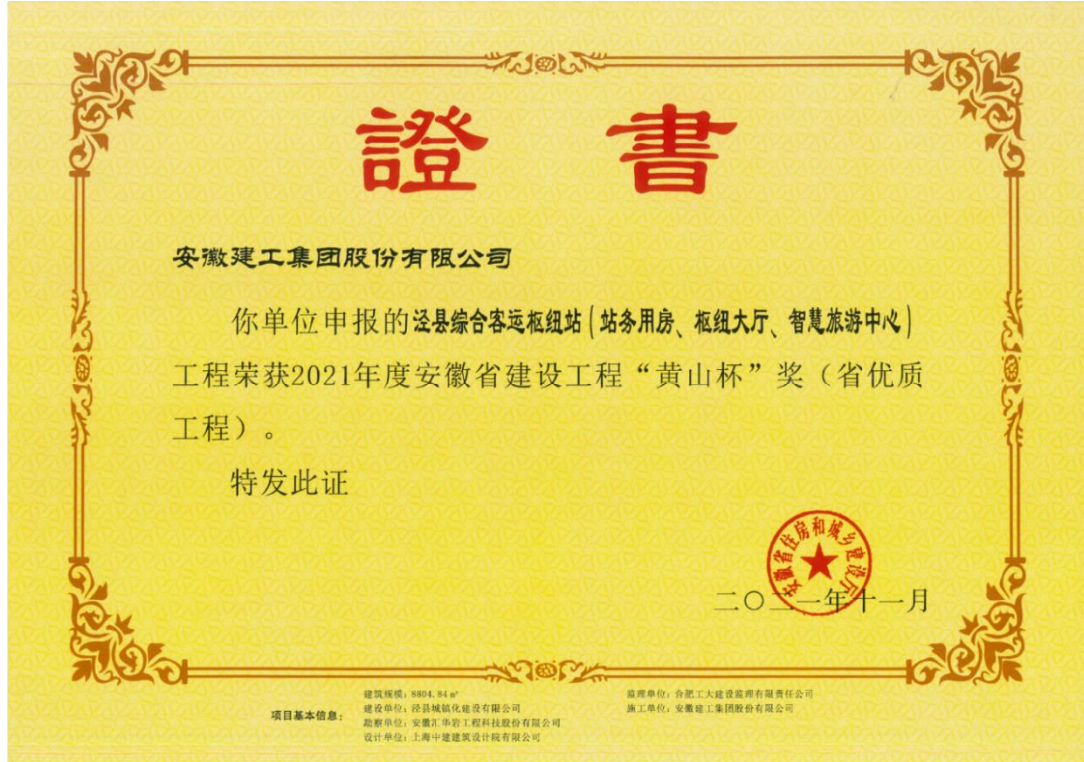 證 書
安徽建工集团股份有限公司
你单位申报的泾县综合客运枢纽站(站务用房、枢纽大厅、智慧旅游中心)
工程荣获2021年度安徽省建设工程“黄山杯”奖（省优质
工程）。
特发此证
安徽省住房和城乡建设厅
二〇二一年十一月
项目基本信息：
建筑规模：8804.84㎡
建设单位：泾县城镇化建设有限公司
勘察单位：安徽汇华岩工程科技股份有限公司
设计单位：上海中建建筑设计院有限公司
监理单位：合肥工大建设监理有限责任公司
施工单位：安徽建工集团股份有限公司